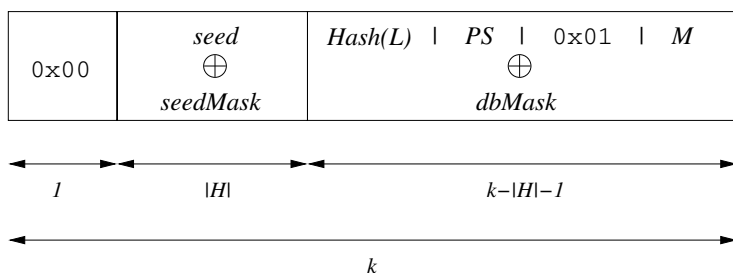 seed Hash(L) | PS | 0x01 | M
0x00 ⊕ ⊕
seedMask dbMask
1 |H| k−|H|−1
k